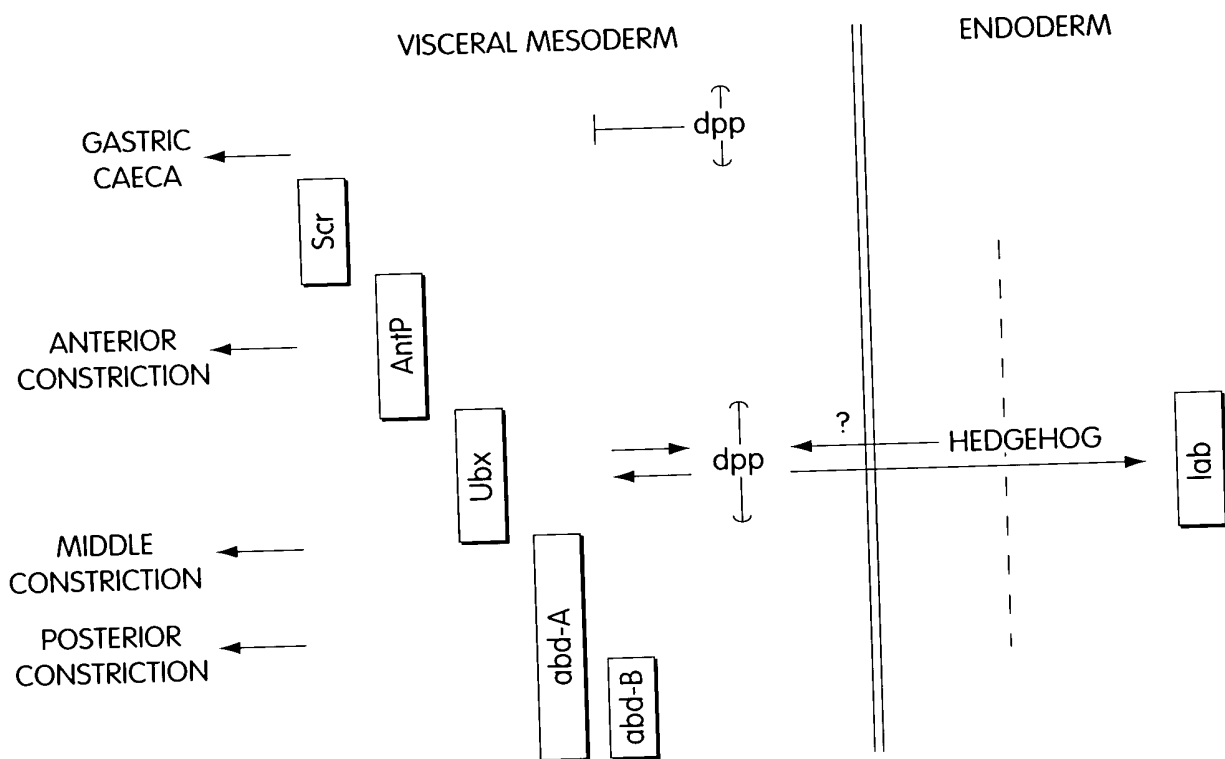 VISCERAL MESODERM
ENDODERM
dpp
GASTRIC
CAECA
Scr
AntP
ANTERIOR
CONSTRICTION
Ubx
dpp
?
HEDGEHOG
lab
MIDDLE
CONSTRICTION
abd-A
POSTERIOR
CONSTRICTION
abd-B